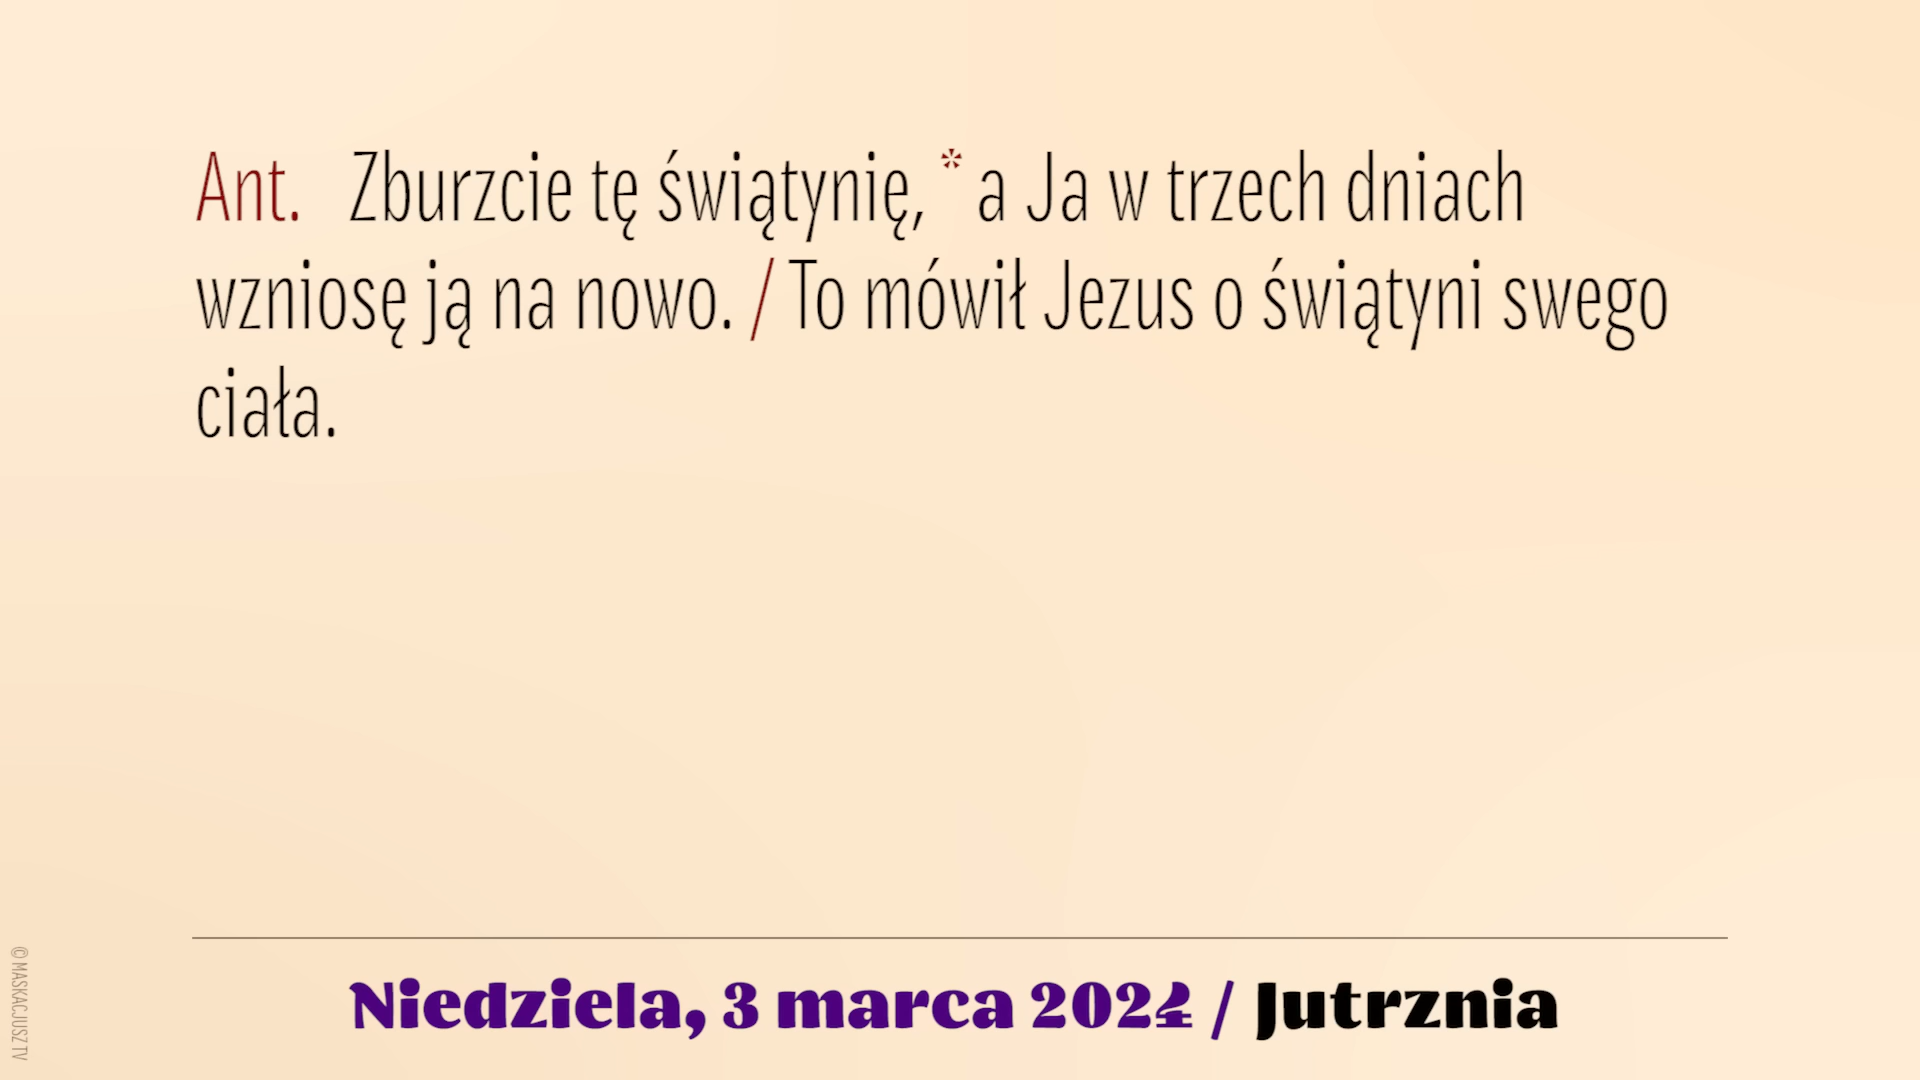 Ant. Zburzcie tę świątynię, * a Ja w trzech dniach
wzniosę ją na nowo. / To mówił Jezus o świątyni swego
ciała.
Niedziela, 3 marca 2024 / Jutrznia
© MASKACJUSZ TV